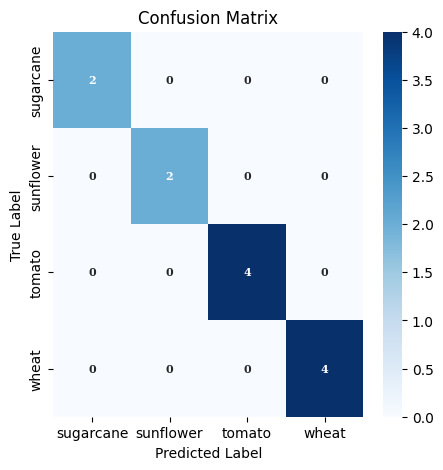 Confusion Matrix
True Label
sugarcane 2 0 0 0
sunflower 0 2 0 0
tomato 0 0 4 0
wheat 0 0 0 4
sugarcane sunflower tomato wheat
Predicted Label
4.0
3.5
3.0
2.5
2.0
1.5
1.0
0.5
0.0